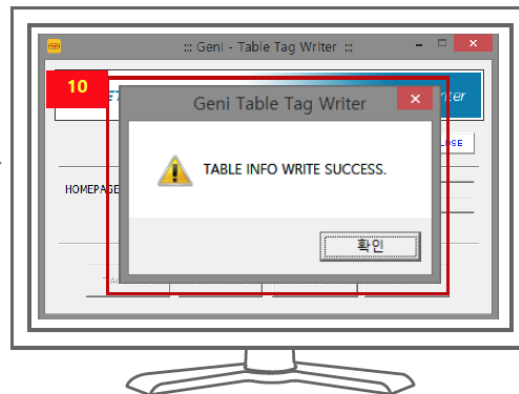 ::: Geni - Table Tag Writer :::
10
Geni Table Tag Writer
TABLE INFO WRITE SUCCESS.
HOMEPAGE
확인